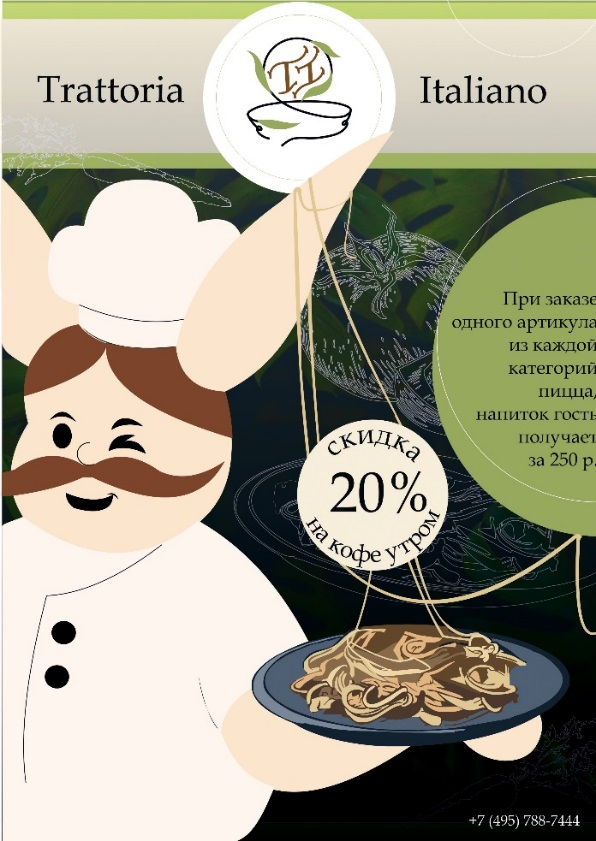 Trattoria
TI
Italiano
При заказе
одного артикула
из каждой
категорий
пицца,
напиток гость
получает
за 250 р.
скидка
20%
на кофе утром
+7 (495) 788-7444